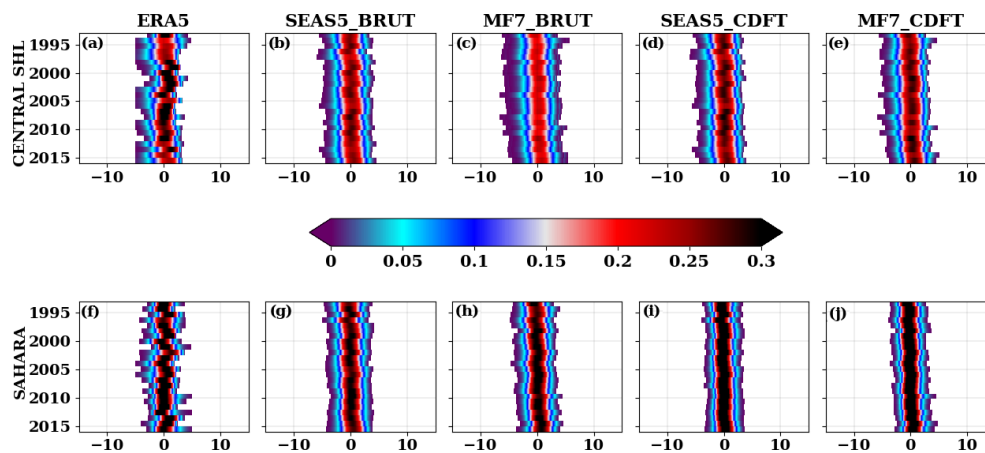 ERA5 SEAS5_BRUT MF7_BRUT SEAS5_CDFT MF7_CDFT
CENTRAL SHL
(a) (b) (c) (d) (e)
1995
2000
2005
2010
2015
−10 0 10 −10 0 10 −10 0 10 −10 0 10 −10 0 10
0 0.05 0.1 0.15 0.2 0.25 0.3
SAHARA
(f) (g) (h) (i) (j)
1995
2000
2005
2010
2015
−10 0 10 −10 0 10 −10 0 10 −10 0 10 −10 0 10